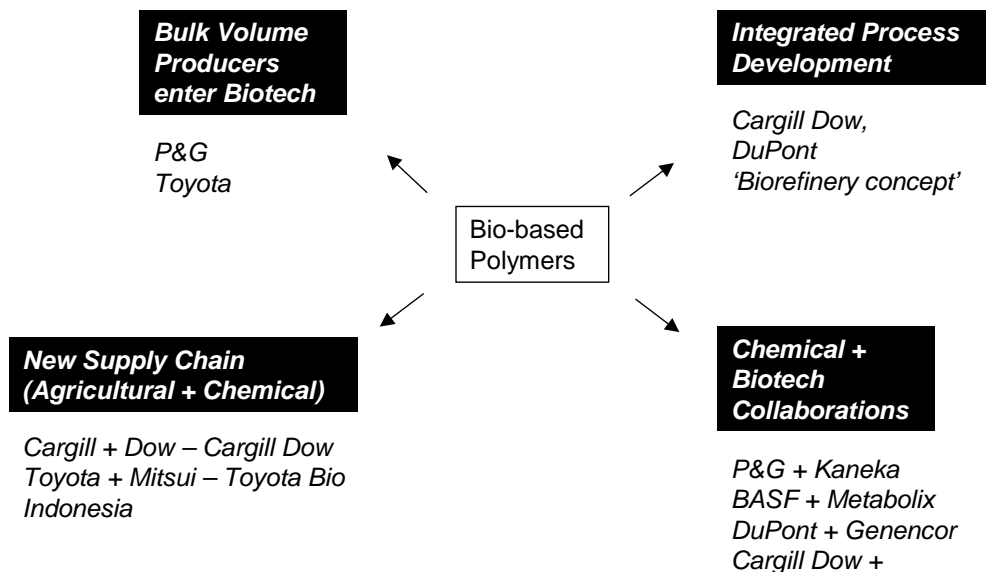 Bulk Volume
Producers
enter Biotech
P&G
Toyota
Integrated Process
Development
Cargill Dow,
DuPont
‘Biorefinery concept’
Bio-based
Polymers
New Supply Chain
(Agricultural + Chemical)
Cargill + Dow – Cargill Dow
Toyota + Mitsui – Toyota Bio
Indonesia
Chemical +
Biotech
Collaborations
P&G + Kaneka
BASF + Metabolix
DuPont + Genencor
Cargill Dow +